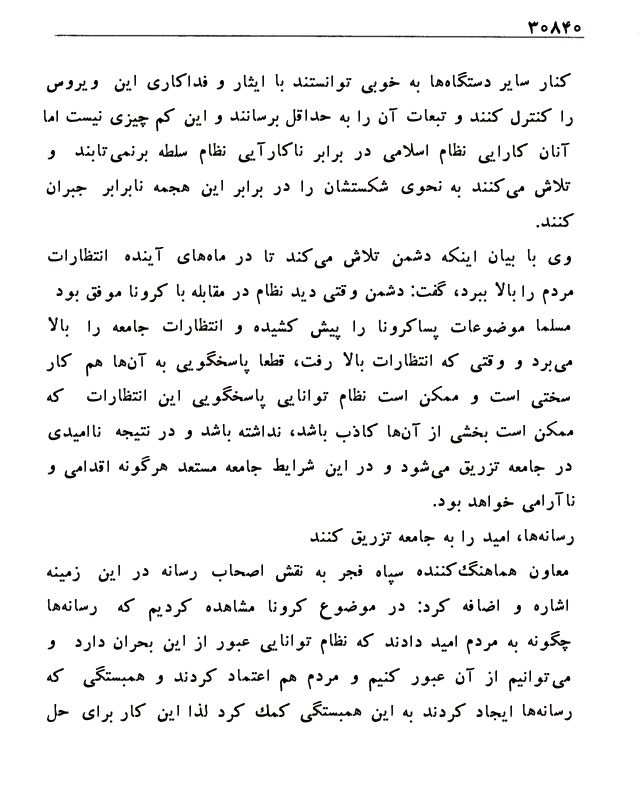 ۳۰۸۴۰
کنار سایر دستگاه‌ها به خوبی توانستند با ایثار و فداکاری این ویروس
را کنترل کنند و تبعات آن را به حداقل برسانند و این کم چیزی نیست اما
آنان کارایی نظام اسلامی در برابر ناکارآیی نظام سلطه برنمی‌تابند و
تلاش می‌کنند به نحوی شکستشان را در برابر این هجمه نابرابر جبران
کنند.
وی با بیان اینکه دشمن تلاش می‌کند تا در ماه‌های آینده انتظارات
مردم را بالا ببرد، گفت: دشمن وقتی دید نظام در مقابله با کرونا موفق بود
مسلما موضوعات پساکرونا را پیش کشیده و انتظارات جامعه را بالا
می‌برد و وقتی که انتظارات بالا رفت، قطعا پاسخگویی به آن‌ها هم کار
سختی است و ممکن است نظام توانایی پاسخگویی این انتظارات که
ممکن است بخشی از آن‌ها کاذب باشد، نداشته باشد و در نتیجه ناامیدی
در جامعه تزریق می‌شود و در این شرایط جامعه مستعد هرگونه اقدامی و
ناآرامی خواهد بود.
رسانه‌ها، امید را به جامعه تزریق کنند
معاون هماهنگ‌کننده سپاه فجر به نقش اصحاب رسانه در این زمینه
اشاره و اضافه کرد: در موضوع کرونا مشاهده کردیم که رسانه‌ها
چگونه به مردم امید دادند که نظام توانایی عبور از این بحران دارد و
می‌توانیم از آن عبور کنیم و مردم هم اعتماد کردند و همبستگی که
رسانه‌ها ایجاد کردند به این همبستگی کمک کرد لذا این کار برای حل